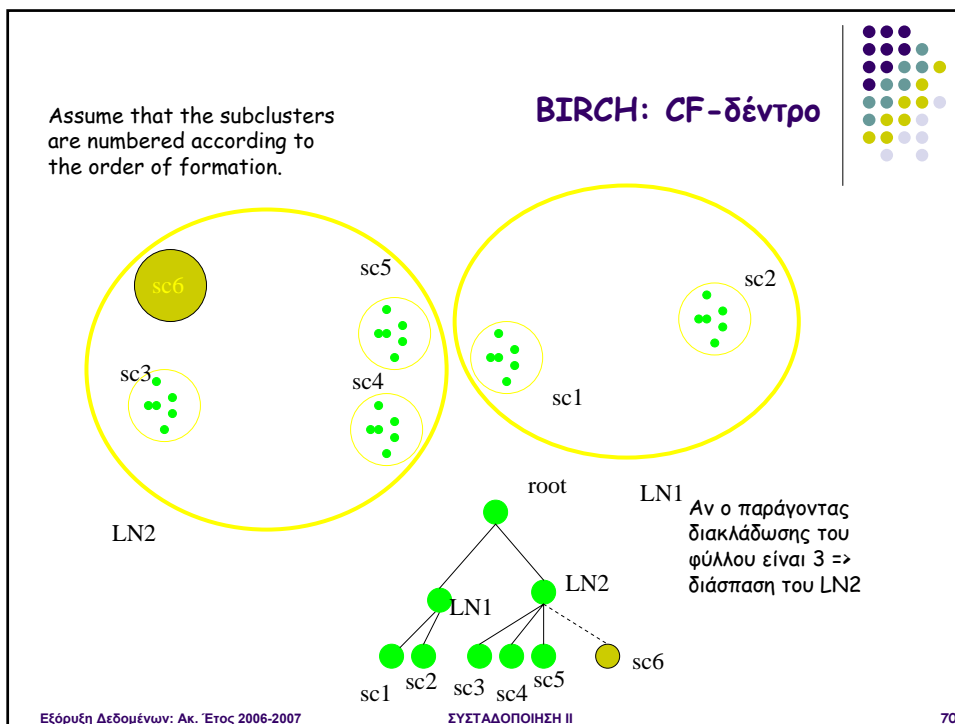 BIRCH: CF-δέντρο
Assume that the subclusters
are numbered according to
the order of formation.
sc6
sc5
sc3
sc4
sc2
sc1
LN2
root
LN1
Αν ο παράγοντας
διακλάδωσης του
φύλλου είναι 3 =>
διάσπαση του LN2
LN1
LN2
sc1
sc2
sc3
sc4
sc5
sc6
Εξόρυξη Δεδομένων: Ακ. Έτος 2006-2007
ΣΥΣΤΑΔΟΠΟΙΗΣΗ ΙΙ
70